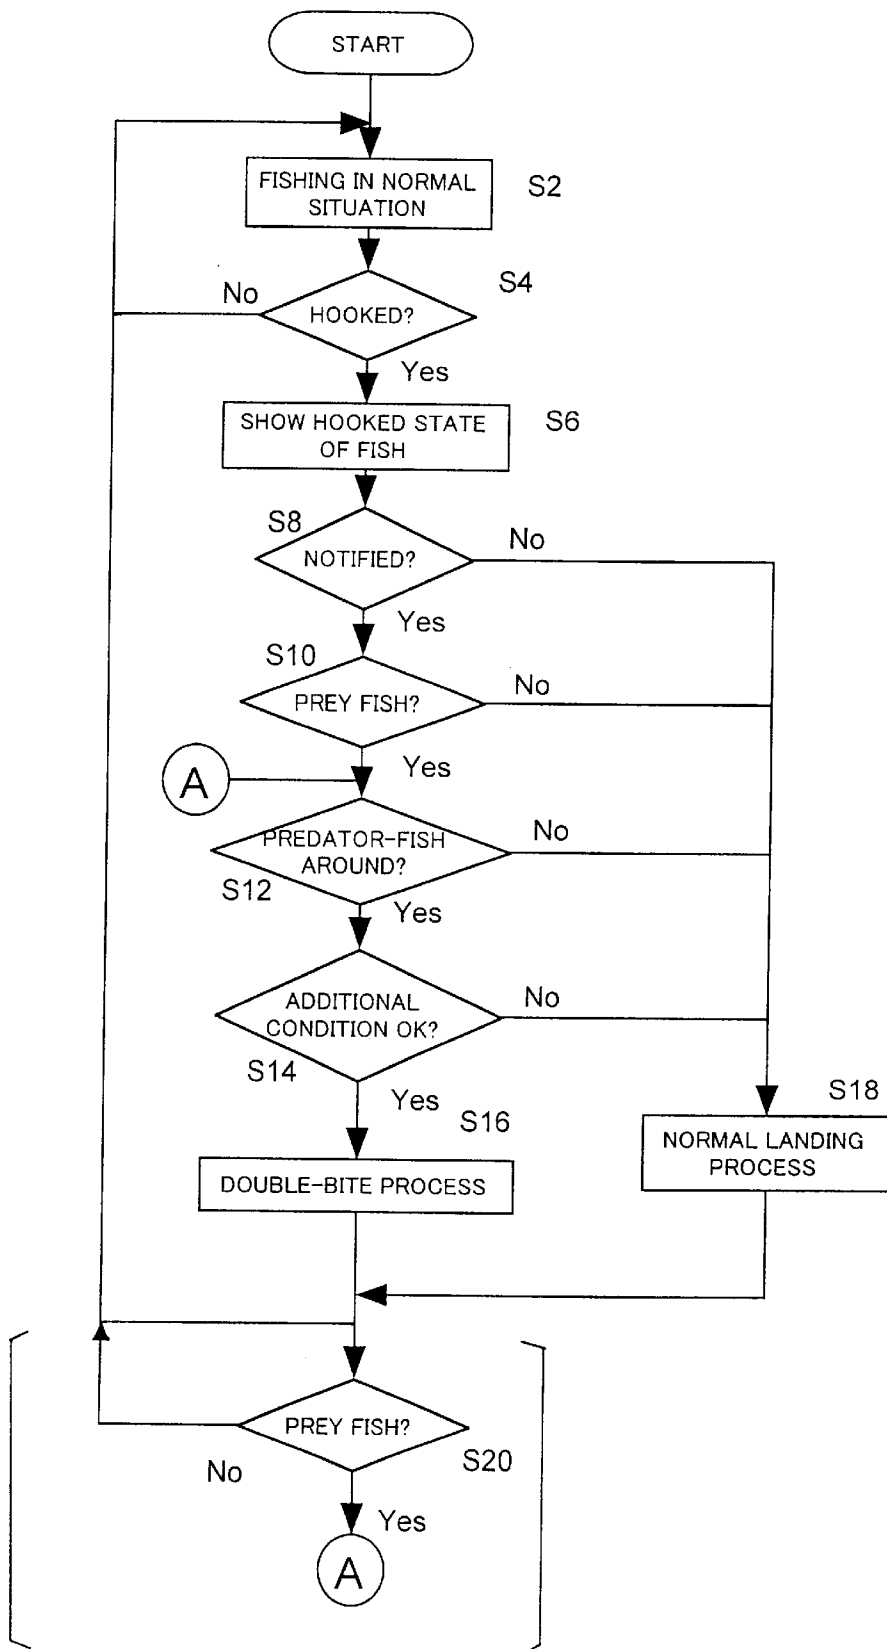 START
FISHING IN NORMAL
SITUATION
S2
S4
No
HOOKED?
Yes
SHOW HOOKED STATE
OF FISH
S6
S8
NOTIFIED?
No
Yes
S10
PREY FISH?
No
Yes
A
PREDATOR-FISH
AROUND?
No
S12
Yes
ADDITIONAL
CONDITION OK?
No
S14
Yes
S16
S18
DOUBLE-BITE PROCESS
NORMAL LANDING
PROCESS
PREY FISH?
S20
No
Yes
A